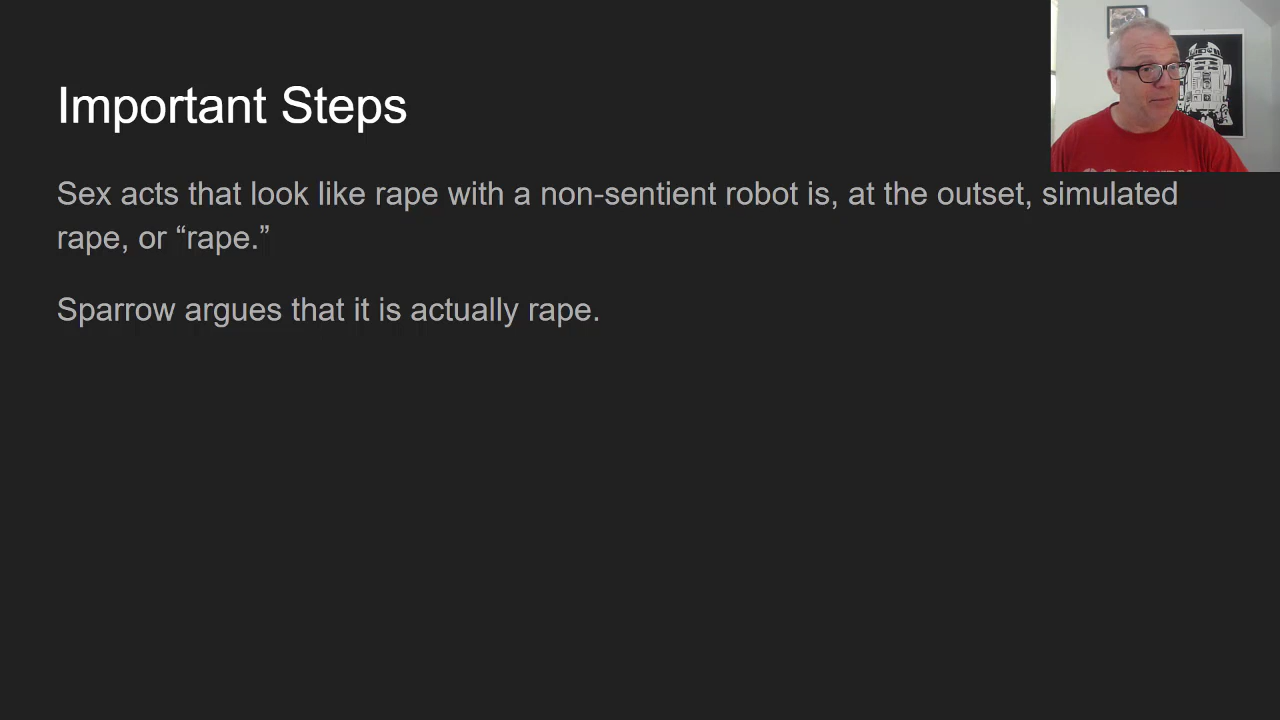 Important Steps
Sex acts that look like rape with a non-sentient robot is, at the outset, simulated
rape, or “rape.”
Sparrow argues that it is actually rape.